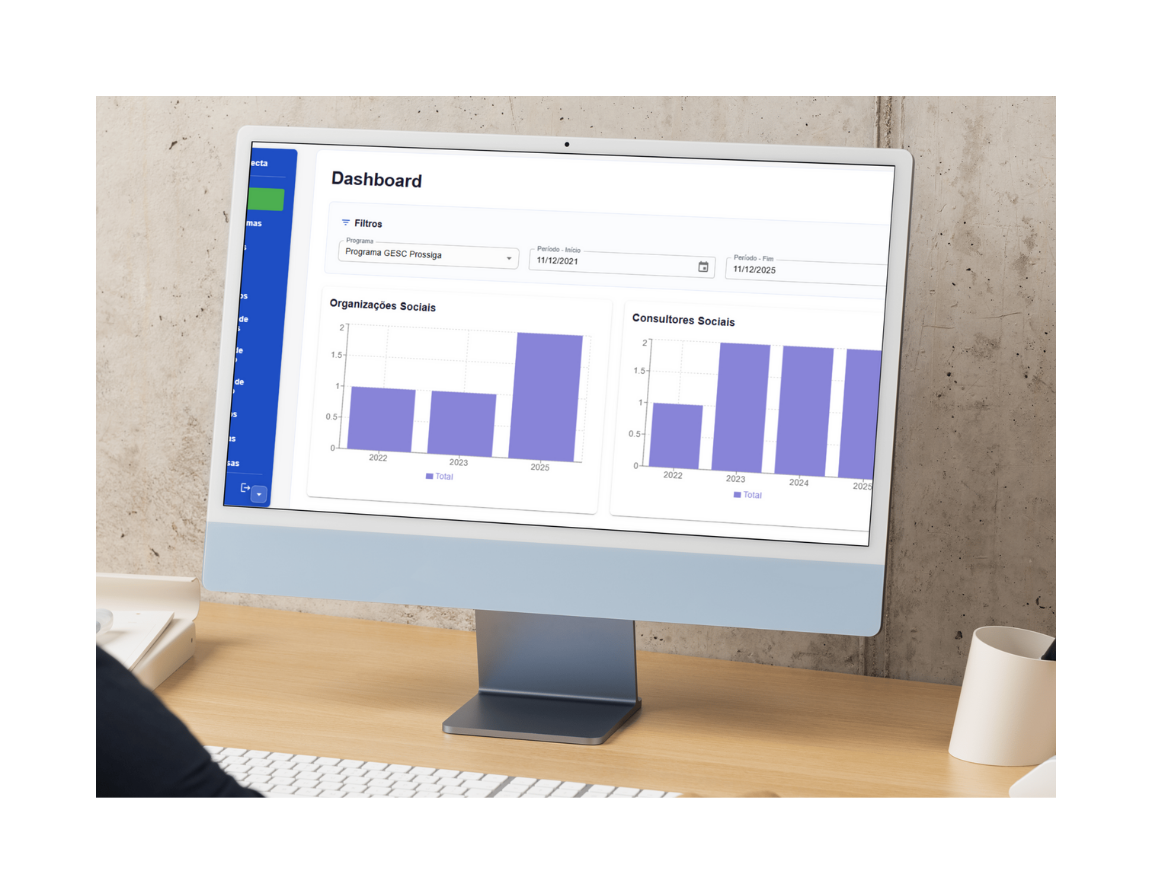 ecta
mas
os
de
de
de
as
as
sas
Dashboard
Filtros
Programa
Programa GESC Prossiga
Período - Início
11/12/2021
Período - Fim
11/12/2025
Organizações Sociais
2
1.5
1
0.5
0
2022
2023
2025
Total
Consultores Sociais
2
1.5
1
0.5
0
2022
2023
2024
2025
Total